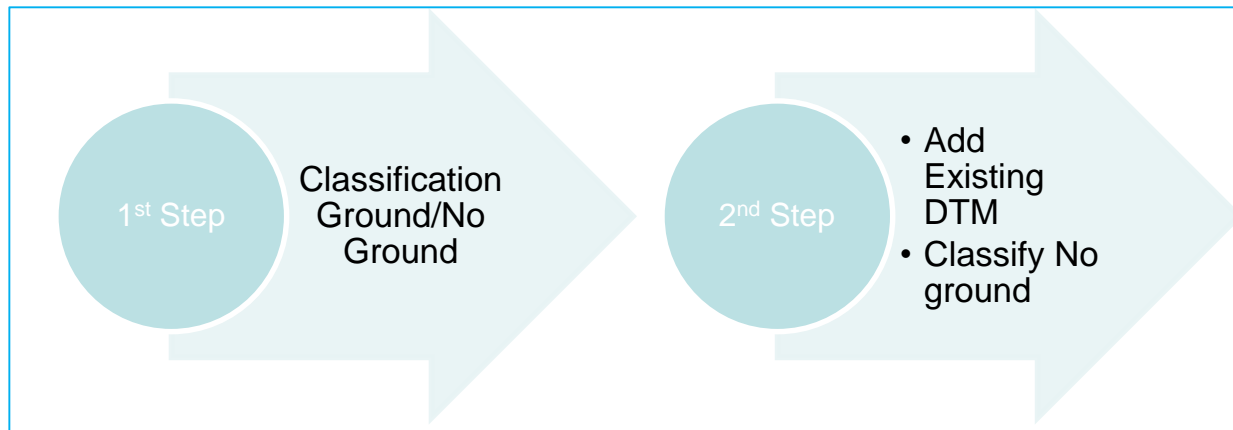 1st Step
Classification
Ground/No
Ground
2nd Step
• Add
Existing
DTM
• Classify No
ground